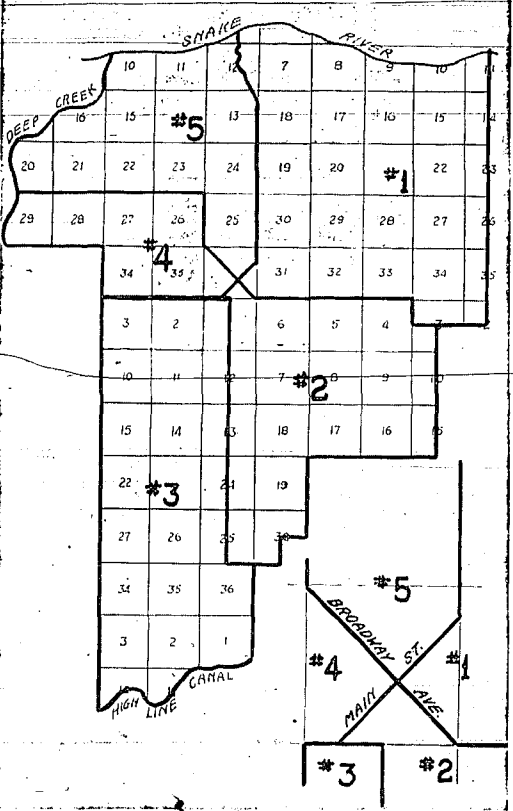 SNAKE RIVER
10 11 12 7 8 9 10 11
DEEP CREEK
16 15 #5 13 18 17 16 15 14
20 21 22 23 24 19 20 #1 22 23
29 28 27 26 25 30 29 28 27 26
#4
34 35 31 32 33 34 35
3 2 6 5 4 3 2
10 11 12 7 #2 8 9 10
15 14 13 18 17 16 15
22 #3 24 19
27 26 25 30
34 35 36
3 2 1
HIGH LINE CANAL
#5
BROADWAY AVE.
MAIN ST.
#4 #1
#3 #2